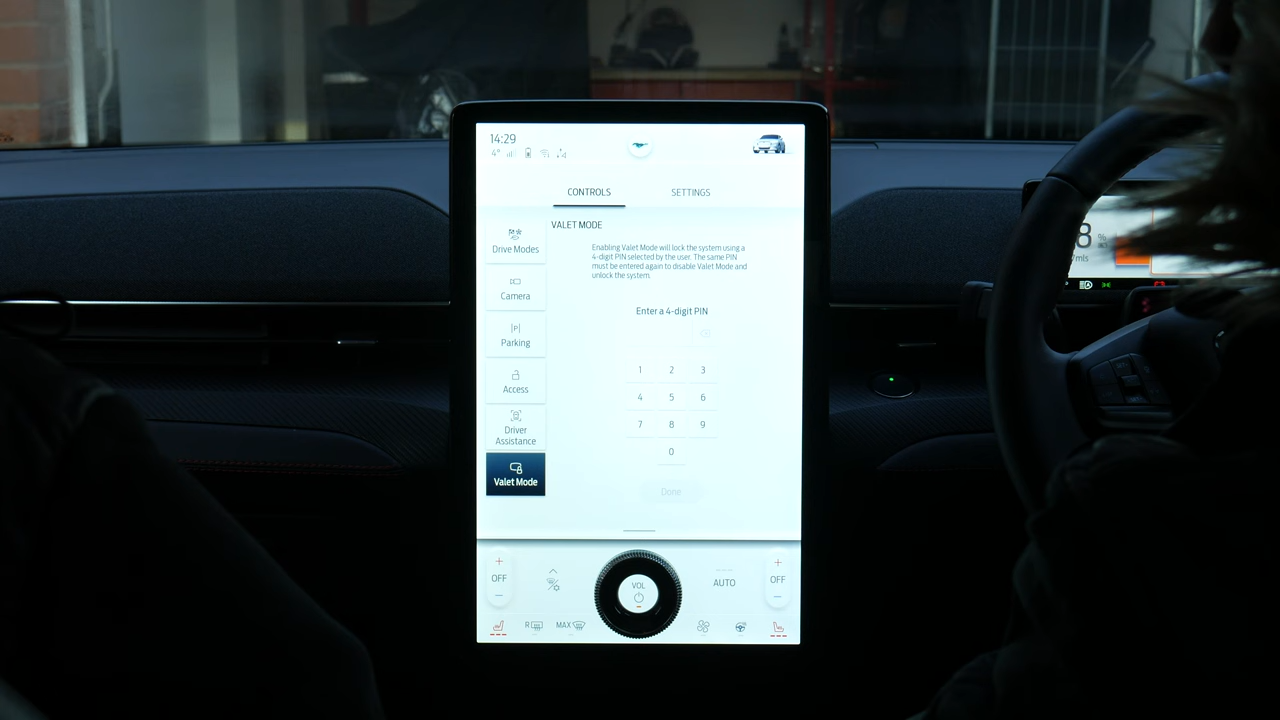 14:29
4°
CONTROLS
SETTINGS
VALET MODE
Drive Modes
Enabling Valet Mode will lock the system using a
4-digit PIN selected by the user. The same PIN
must be entered again to disable Valet Mode and
unlock the system.
Camera
Enter a 4-digit PIN
P
Parking
1 2 3
Access
4 5 6
7 8 9
Driver
Assistance
0
Valet Mode
Done
+ OFF −
VOL
AUTO
+ OFF −
R
MAX
8 %
mls